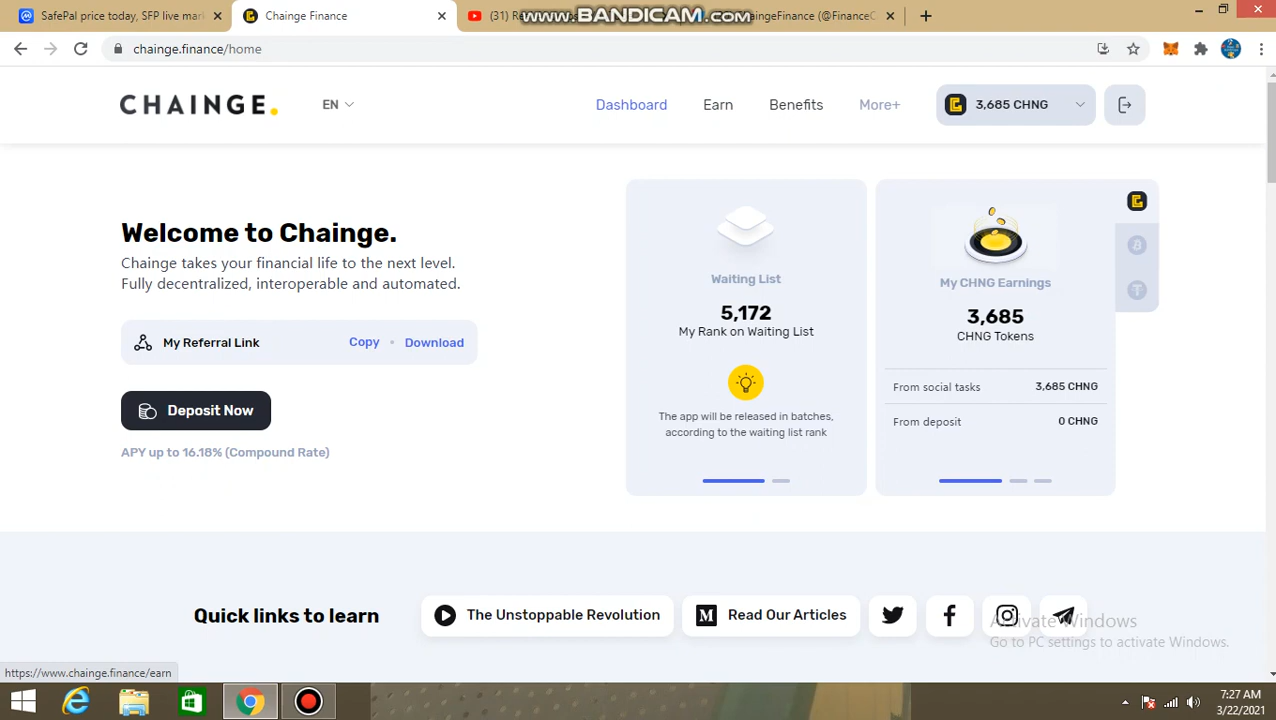 www.BANDICAM.com
SafePal price today, SFP live mark
Chainge Finance
(31) R
aingeFinance (@FinanceC
chainge.finance/home
CHAINGE.
EN
Dashboard
Earn
Benefits
More+
3,685 CHNG
Welcome to Chainge.
Chainge takes your financial life to the next level.
Fully decentralized, interoperable and automated.
My Referral Link
Copy • Download
Deposit Now
APY up to 16.18% (Compound Rate)
Waiting List
5,172
My Rank on Waiting List
The app will be released in batches,
according to the waiting list rank
My CHNG Earnings
3,685
CHNG Tokens
From social tasks 3,685 CHNG
From deposit 0 CHNG
Quick links to learn
The Unstoppable Revolution
Read Our Articles
Activate Windows
Go to PC settings to activate Windows.
https://www.chainge.finance/earn
7:27 AM
3/22/2021